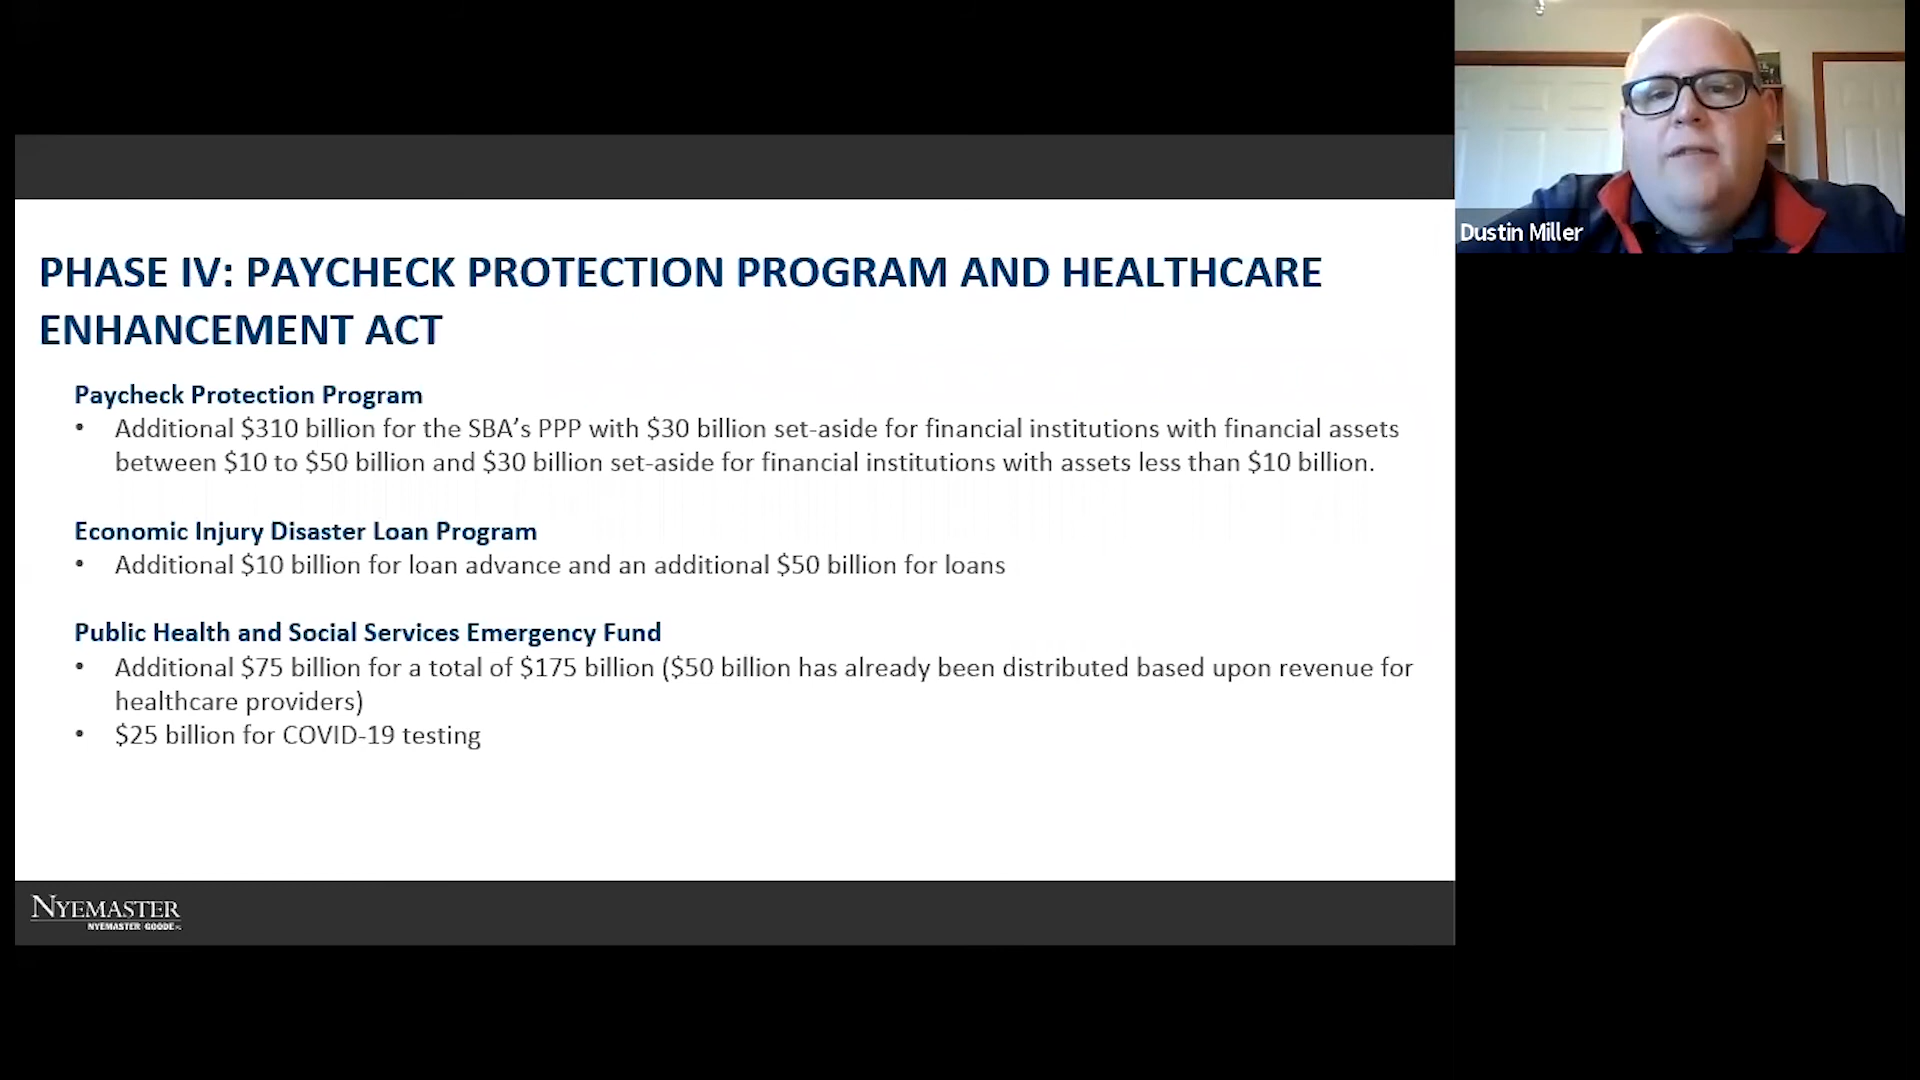 Dustin Miller
PHASE IV: PAYCHECK PROTECTION PROGRAM AND HEALTHCARE
ENHANCEMENT ACT
Paycheck Protection Program
• Additional $310 billion for the SBA’s PPP with $30 billion set-aside for financial institutions with financial assets
between $10 to $50 billion and $30 billion set-aside for financial institutions with assets less than $10 billion.
Economic Injury Disaster Loan Program
• Additional $10 billion for loan advance and an additional $50 billion for loans
Public Health and Social Services Emergency Fund
• Additional $75 billion for a total of $175 billion ($50 billion has already been distributed based upon revenue for
healthcare providers)
• $25 billion for COVID-19 testing
NYEMASTER
NYEMASTER GOODE PC